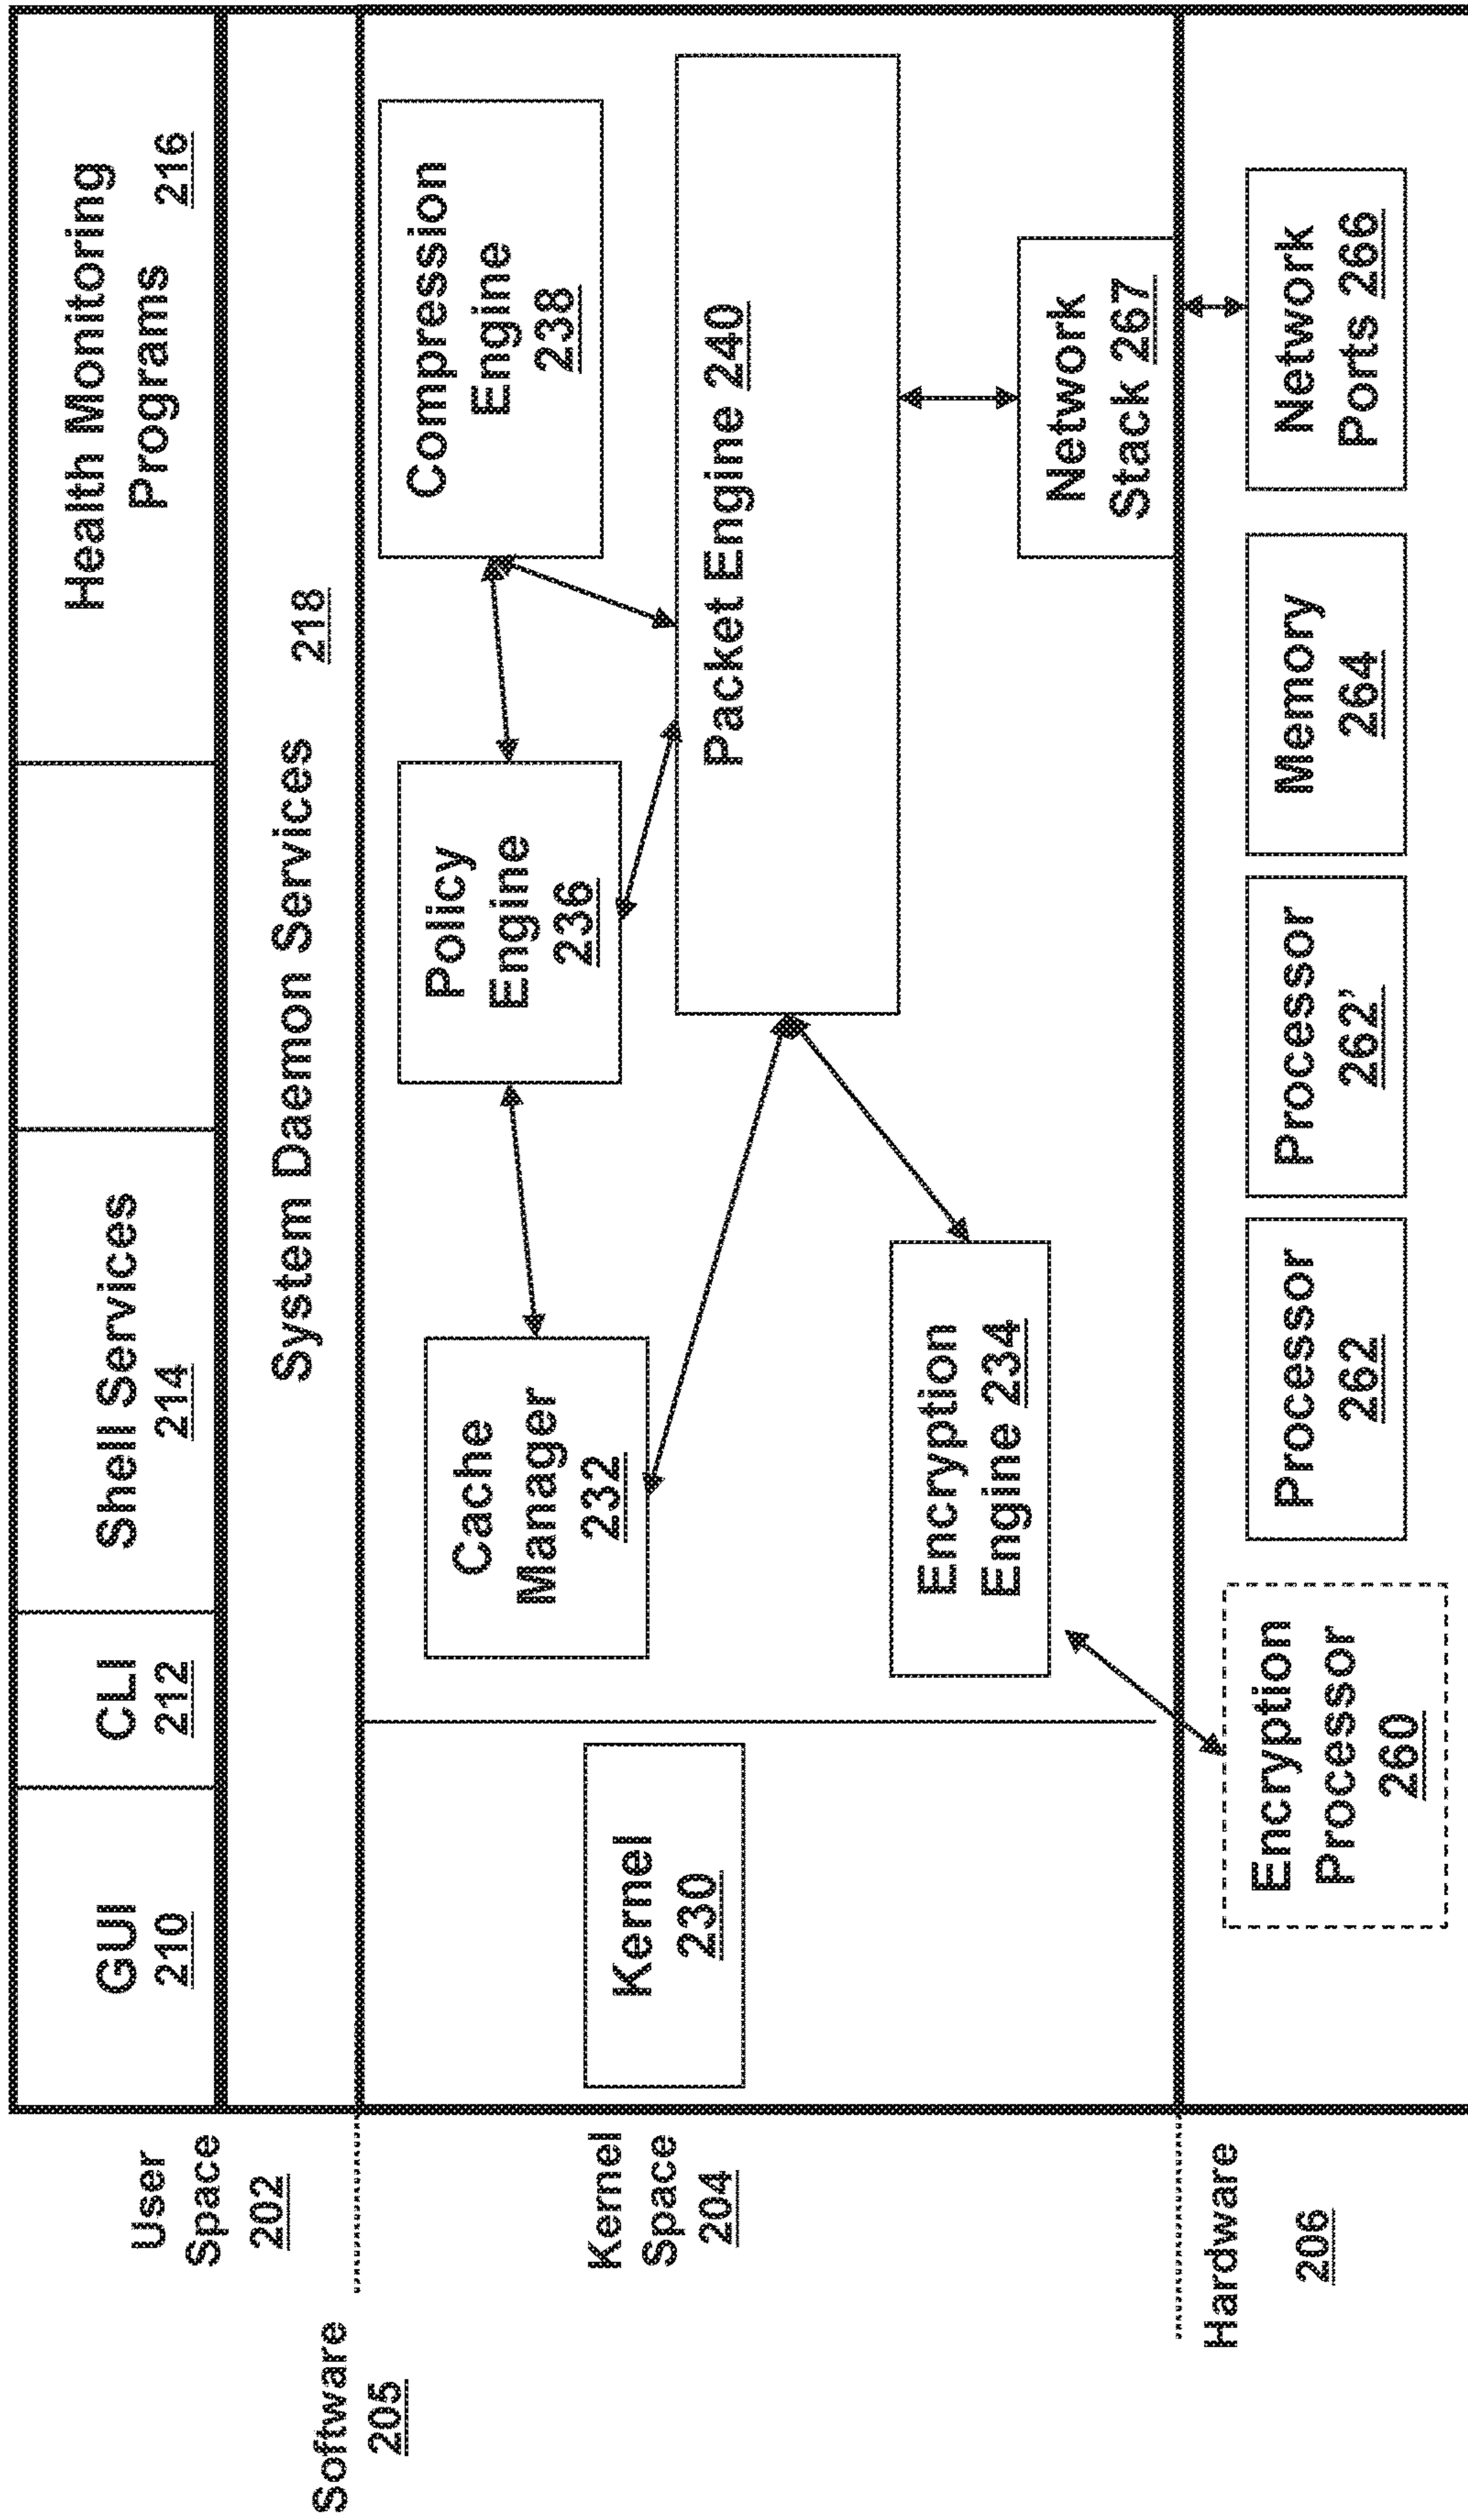 Software
205
User
Space
202
GUI
210
CLI
212
Shell Services
214
Health Monitoring
Programs 216
System Daemon Services 218
Kernel
Space
204
Kernel
230
Cache
Manager
232
Policy
Engine
236
Compression
Engine
238
Packet Engine 240
Encryption
Engine 234
Network
Stack 267
Hardware
206
Encryption
Processor
260
Processor
262
Processor
262’
Memory
264
Network
Ports 266